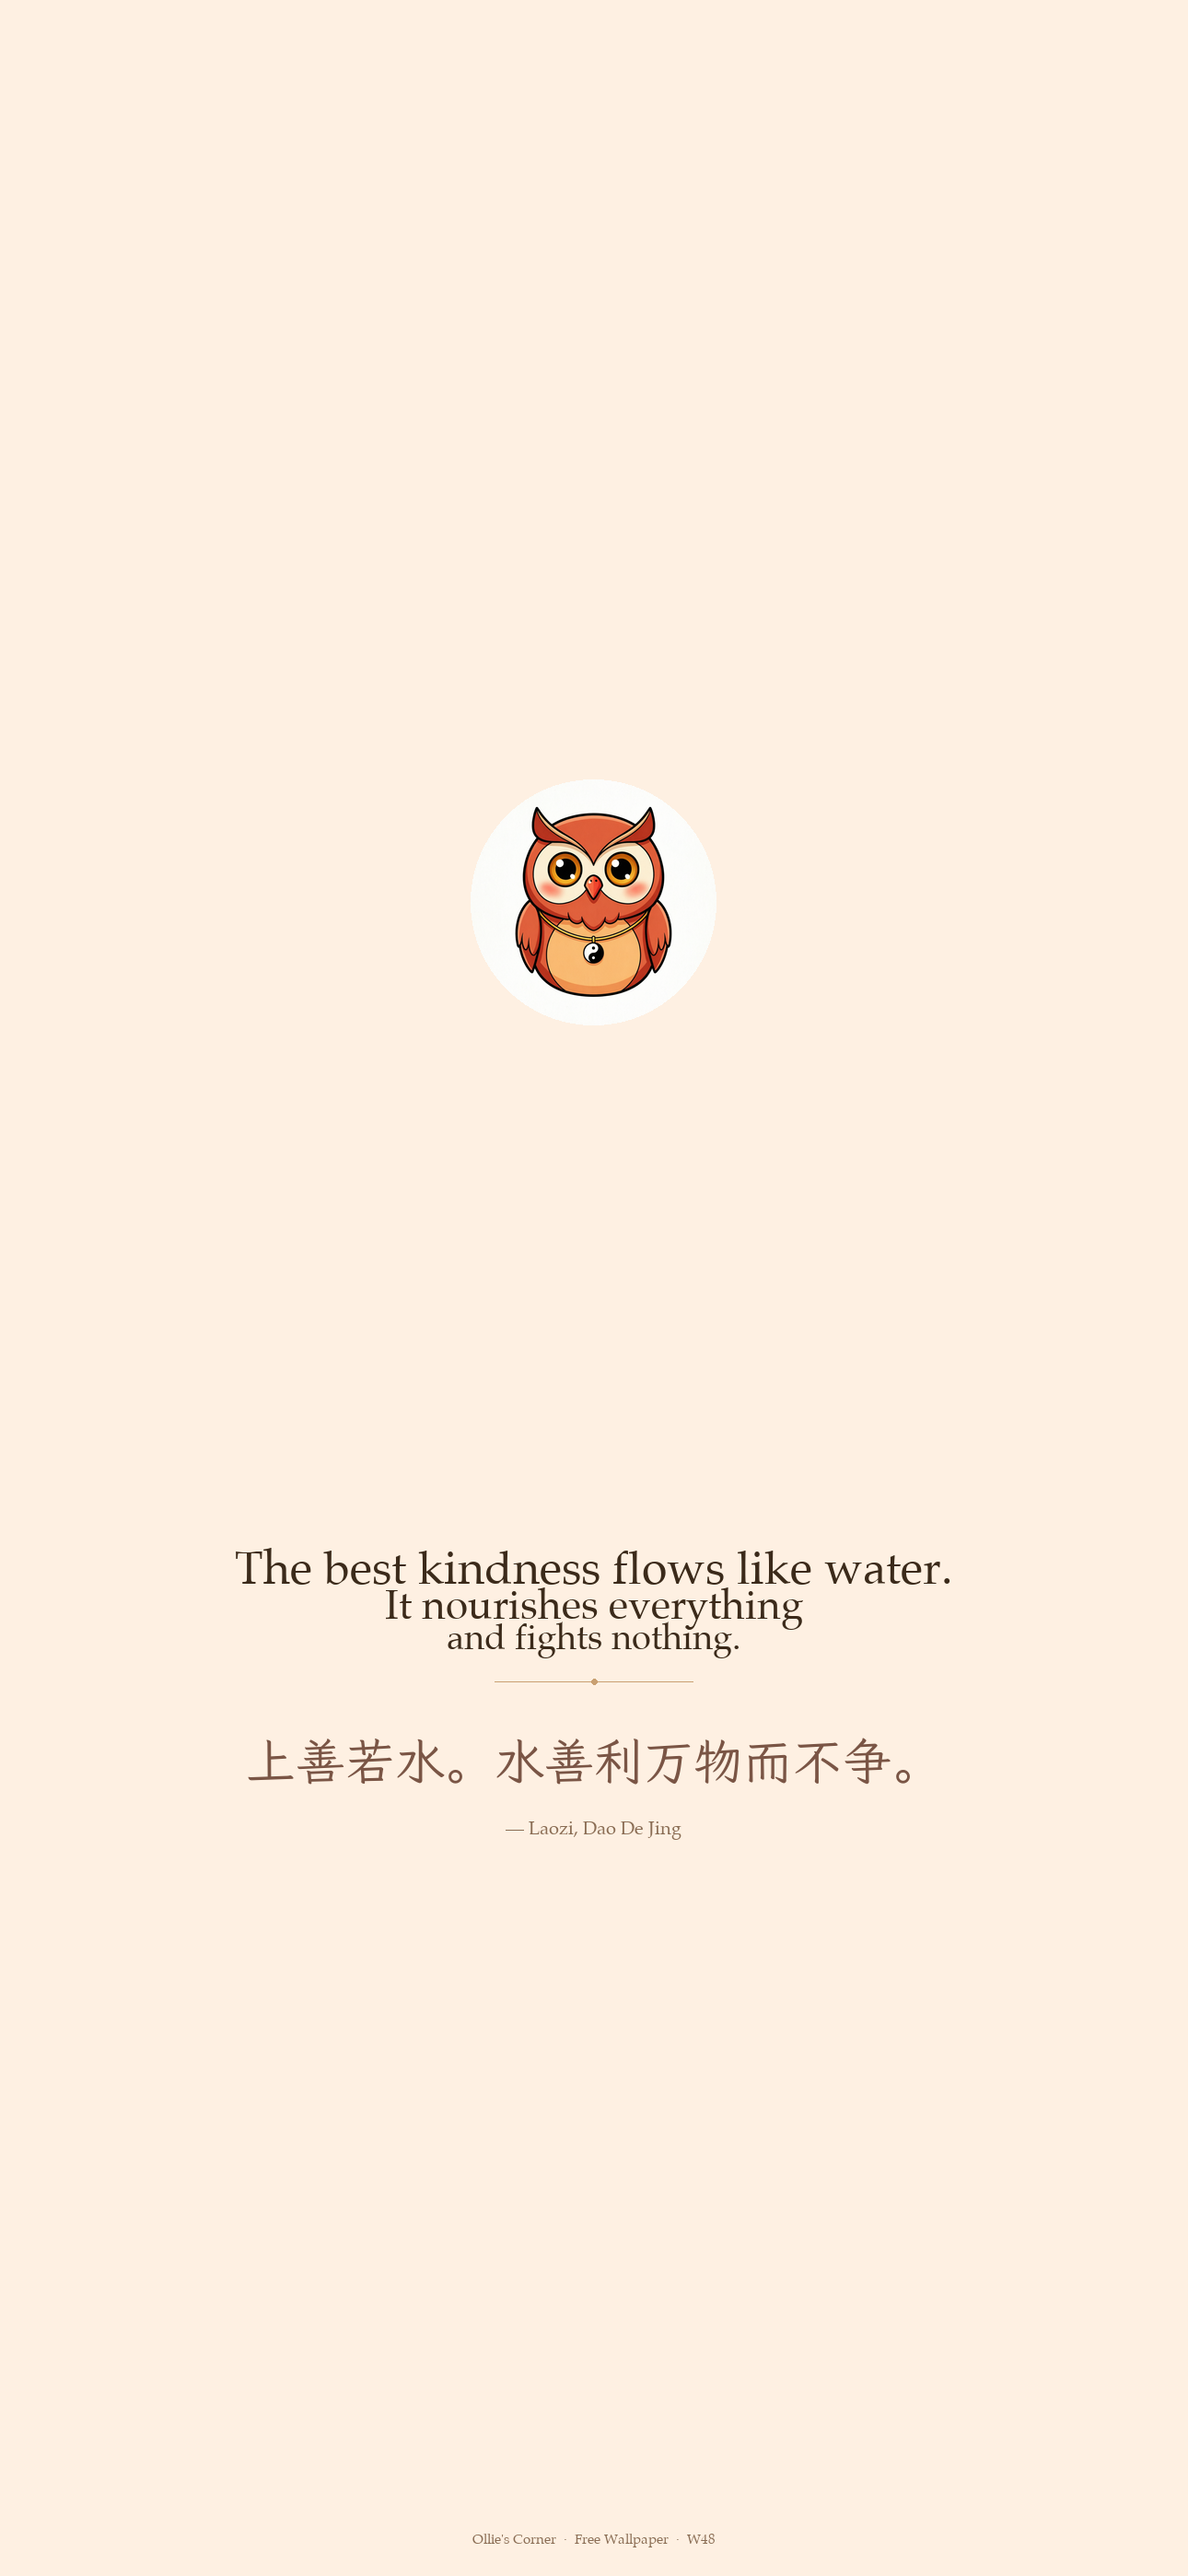 The best kindness flows like water.
It nourishes everything
and fights nothing.
上善若水。水善利万物而不争。
— Laozi, Dao De Jing
Ollie's Corner · Free Wallpaper · W48